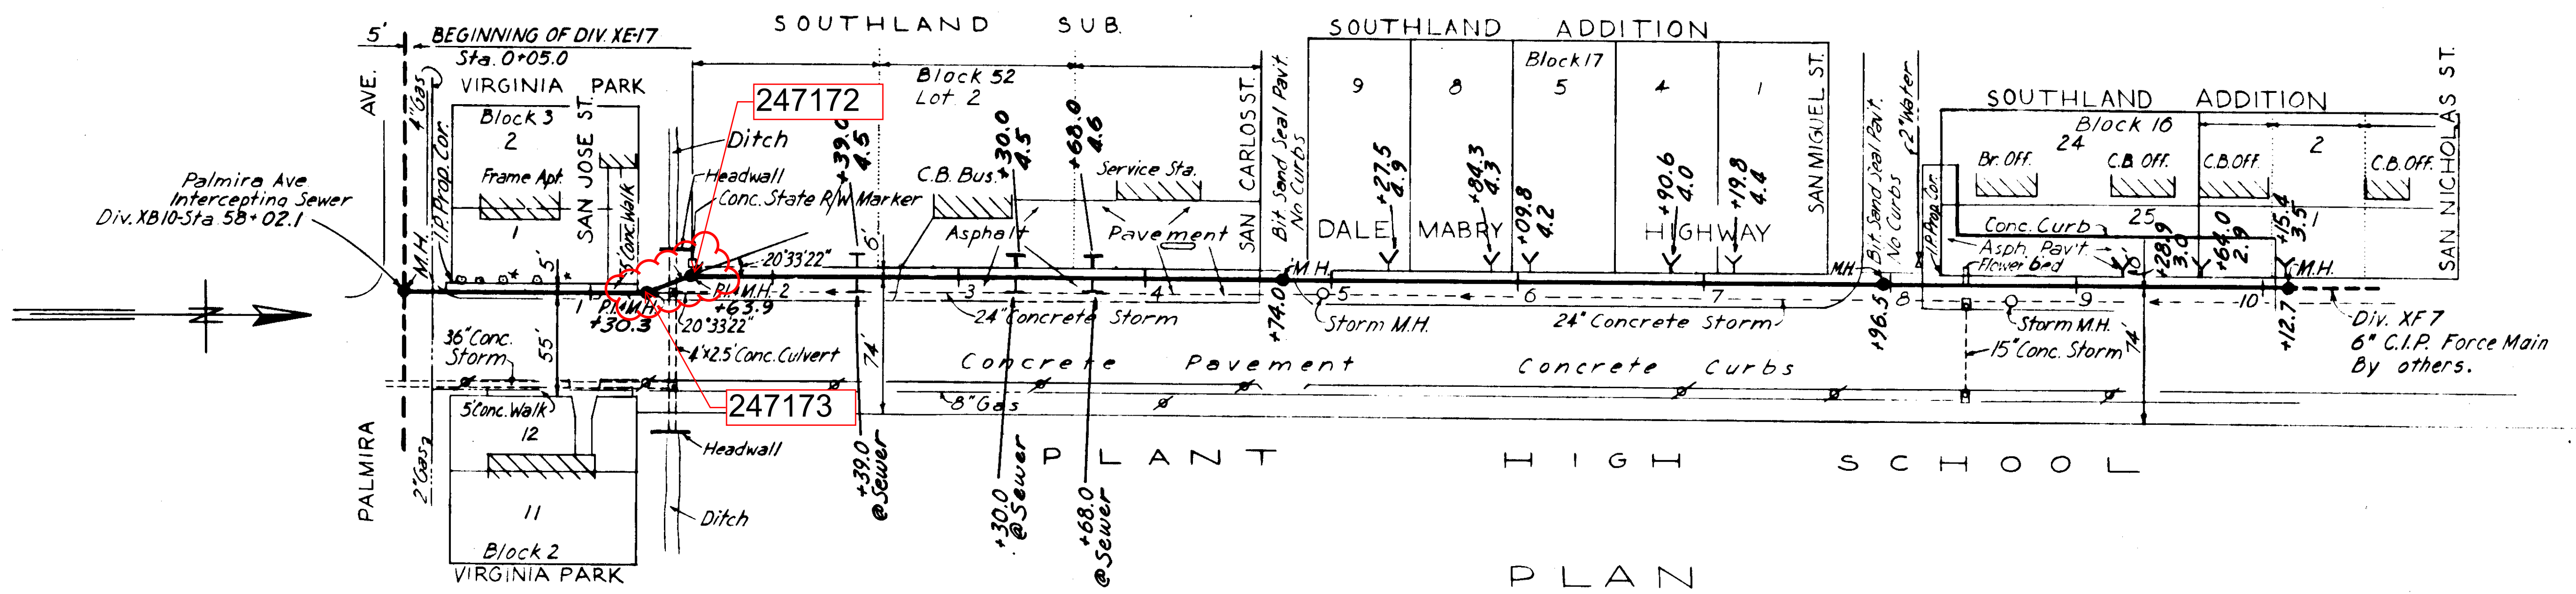 SOUTHLAND SUB.
SOUTHLAND ADDITION
5'
BEGINNING OF DIV. XE-17
Sta. 0+05.0
VIRGINIA PARK
AVE.
4" Gas
I.P. Prop. Cor.
M.H.
Block 3
2
Frame Apt.
1
SAN JOSE ST.
5' Conc. Walk
Palmira Ave.
Intercepting Sewer
Div. XB10-Sta. 58+02.1
247172
Ditch
Headwall
Conc. State R/W Marker
Block 52
Lot 2
+39.0
4.5
+30.0
4.5
+68.0
4.6
C.B. Bus.
Service Sta.
Asphalt
Pavement
SAN CARLOS ST.
Bit. Sand Seal Pav't.
No Curbs
9
8
Block 17
5
4
1
+27.5
4.9
+84.3
4.3
+09.8
4.2
+90.6
4.0
+19.8
4.4
DALE MABRY HIGHWAY
SAN MIGUEL ST.
Bit. Sand Seal Pav't.
No Curbs
2" Water
SOUTHLAND ADDITION
Block 16
24
2
Br. Off.
C.B. Off.
C.B. Off.
C.B. Off.
I.P. Prop. Cor.
25
1
Conc. Curb
Asph. Pav't.
Flower bed
+28.9
3.0
+64.0
2.9
+15.4
3.5
SAN NICHOLAS ST.
5'
20°33'22"
6'
M.H.
M.H.
M.H.
1
P.I. M.H.
+30.3
P.I. M.H. 2
+63.9
20°33'22"
3
4
5
6
7
8
9
10
24" Concrete Storm
+74.0
Storm M.H.
24" Concrete Storm
+96.5
Storm M.H.
15" Conc. Storm
74'
+12.7
Div. XF7
6" C.I.P. Force Main
By others.
36" Conc.
Storm
55'
4'x2.5' Conc. Culvert
74'
Concrete Pavement
Concrete Curbs
247173
8" Gas
5' Conc. Walk
12
PALMIRA
2" Gas
Headwall
+39.0
@ Sewer
+30.0
@ Sewer
+68.0
@ Sewer
PLANT HIGH SCHOOL
11
Ditch
Block 2
VIRGINIA PARK
PLAN